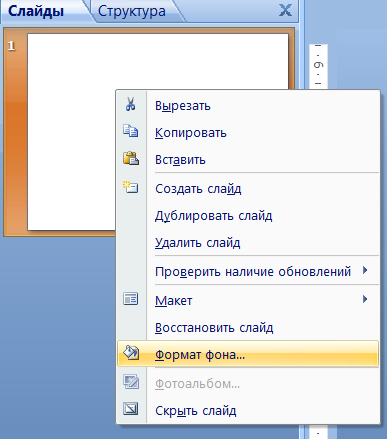 Слайды Структура
1
Вырезать
Копировать
Вставить
Создать слайд
Дублировать слайд
Удалить слайд
Проверить наличие обновлений
Макет
Восстановить слайд
Формат фона...
Фотоальбом...
Скрыть слайд
6